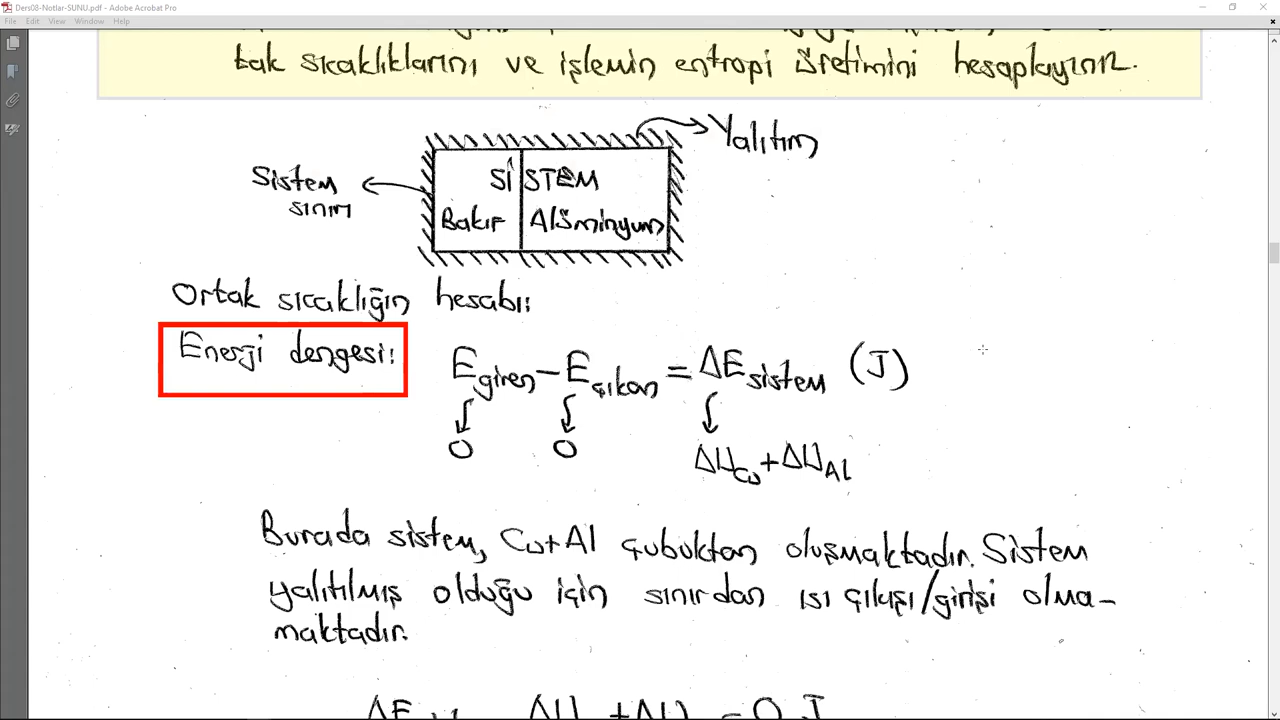 Ders08-Notlar-SUNU.pdf - Adobe Acrobat Pro
File Edit View Window Help
tak sıcaklıklarını ve işlemin entropi üretimini hesaplayınız.
Yalıtım
Sistem
sınırı
SİSTEM
Bakır Alüminyum
Ortak sıcaklığın hesabı:
Enerji dengesi:
E giren - E çıkan = ΔE sistem (J)
0 0 ΔU Cu + ΔU Al
Burada sistem, Cu+Al çubuktan oluşmaktadır. Sistem
yalıtılmış olduğu için sınırdan ısı çıkışı/girişi olma-
maktadır.